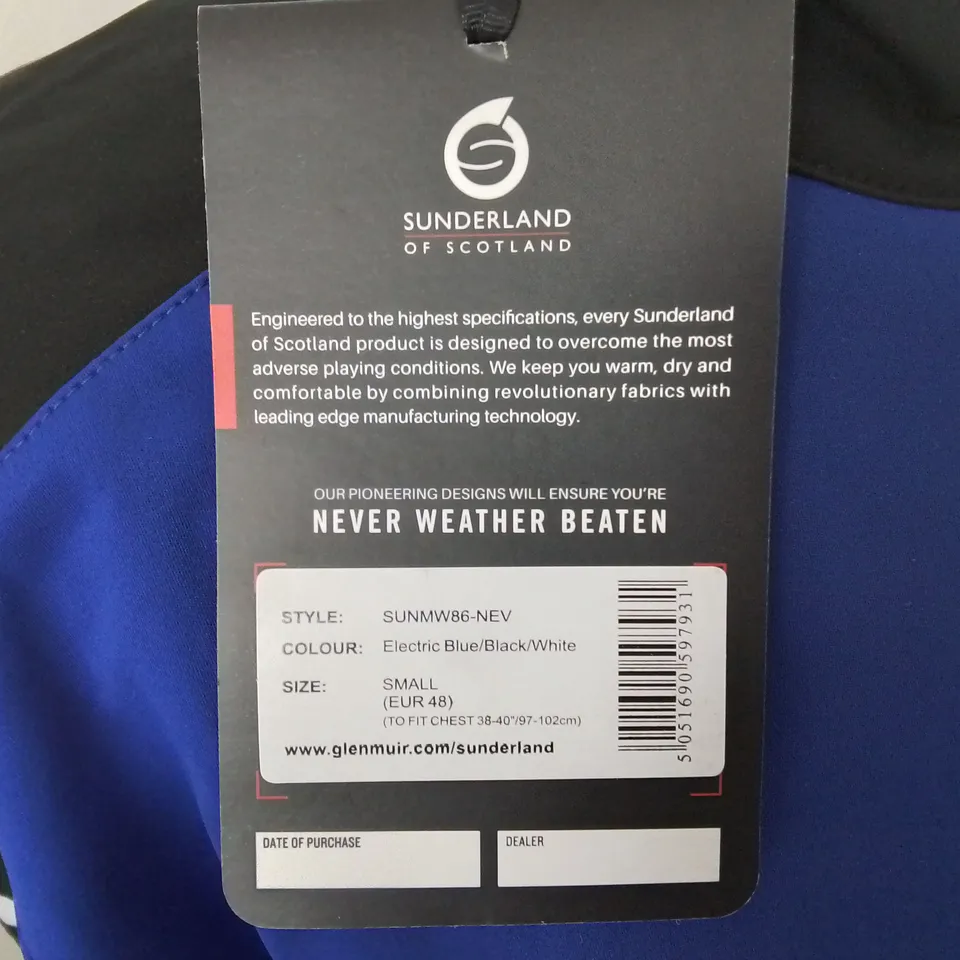 SUNDERLAND
OF SCOTLAND
Engineered to the highest specifications, every Sunderland
of Scotland product is designed to overcome the most
adverse playing conditions. We keep you warm, dry and
comfortable by combining revolutionary fabrics with
leading edge manufacturing technology.
OUR PIONEERING DESIGNS WILL ENSURE YOU'RE
NEVER WEATHER BEATEN
STYLE: SUNMW86-NEV
COLOUR: Electric Blue/Black/White
SIZE: SMALL
(EUR 48)
(TO FIT CHEST 38-40"/97-102cm)
www.glenmuir.com/sunderland
5 051690 597931
DATE OF PURCHASE
DEALER